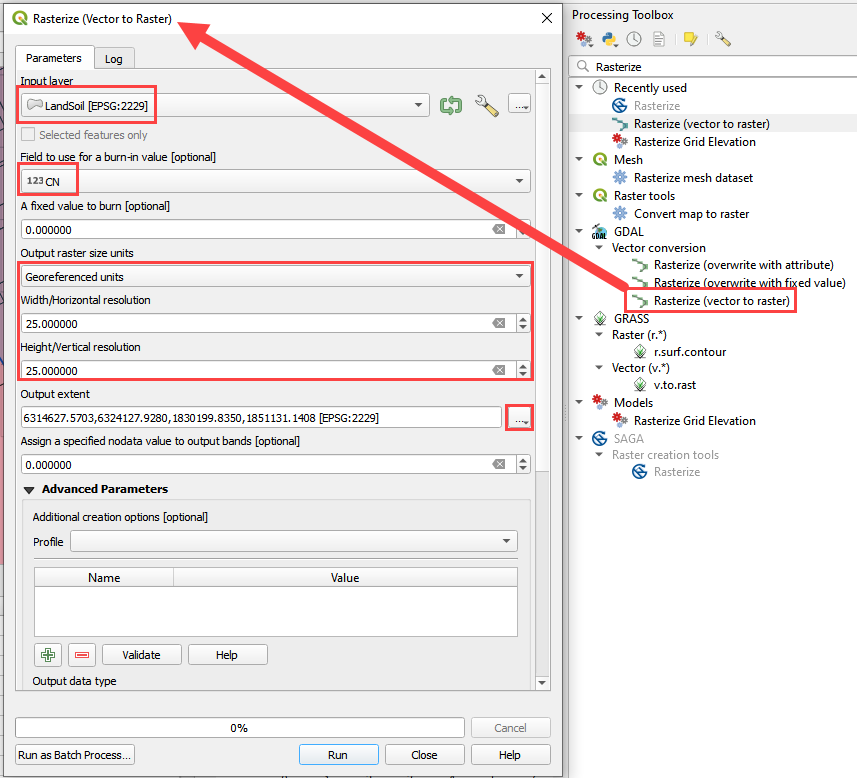 Rasterize (Vector to Raster)
Parameters
Log
Input layer
LandSoil [EPSG:2229]
...
Selected features only
Field to use for a burn-in value [optional]
123 CN
A fixed value to burn [optional]
0.000000
Output raster size units
Georeferenced units
Width/Horizontal resolution
25.000000
Height/Vertical resolution
25.000000
Output extent
6314627.5703,6324127.9280,1830199.8350,1851131.1408 [EPSG:2229]
...
Assign a specified nodata value to output bands [optional]
0.000000
Advanced Parameters
Additional creation options [optional]
Profile
Name Value
Validate
Help
Output data type
0%
Cancel
Run as Batch Process...
Run
Close
Help
Processing Toolbox
Rasterize
Recently used
Rasterize
Rasterize (vector to raster)
Rasterize Grid Elevation
Mesh
Rasterize mesh dataset
Raster tools
Convert map to raster
GDAL
Vector conversion
Rasterize (overwrite with attribute)
Rasterize (overwrite with fixed value)
Rasterize (vector to raster)
GRASS
Raster (r.*)
r.surf.contour
Vector (v.*)
v.to.rast
Models
Rasterize Grid Elevation
SAGA
Raster creation tools
Rasterize